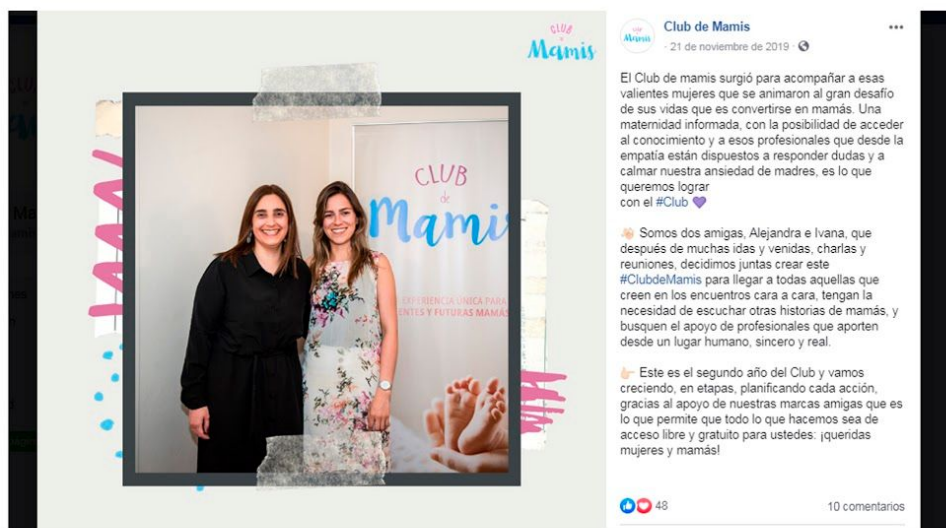 CLUB
de
Mamis
CLUB
de
Mamis
EXPERIENCIA ÚNICA PARA
ENTES Y FUTURAS MAMÁS
Club de Mamis
· 21 de noviembre de 2019 ·
El Club de mamis surgió para acompañar a esas
valientes mujeres que se animaron al gran desafío
de sus vidas que es convertirse en mamás. Una
maternidad informada, con la posibilidad de acceder
al conocimiento y a esos profesionales que desde la
empatía están dispuestos a responder dudas y a
calmar nuestra ansiedad de madres, es lo que
queremos lograr
con el #Club 💜
👋🏻 Somos dos amigas, Alejandra e Ivana, que
después de muchas idas y venidas, charlas y
reuniones, decidimos juntas crear este
#ClubdeMamis para llegar a todas aquellas que
creen en los encuentros cara a cara, tengan la
necesidad de escuchar otras historias de mamás, y
busquen el apoyo de profesionales que aporten
desde un lugar humano, sincero y real.
👉🏻 Este es el segundo año del Club y vamos
creciendo, en etapas, planificando cada acción,
gracias al apoyo de nuestras marcas amigas que es
lo que permite que todo lo que hacemos sea de
acceso libre y gratuito para ustedes: ¡queridas
mujeres y mamás!
48
10 comentarios